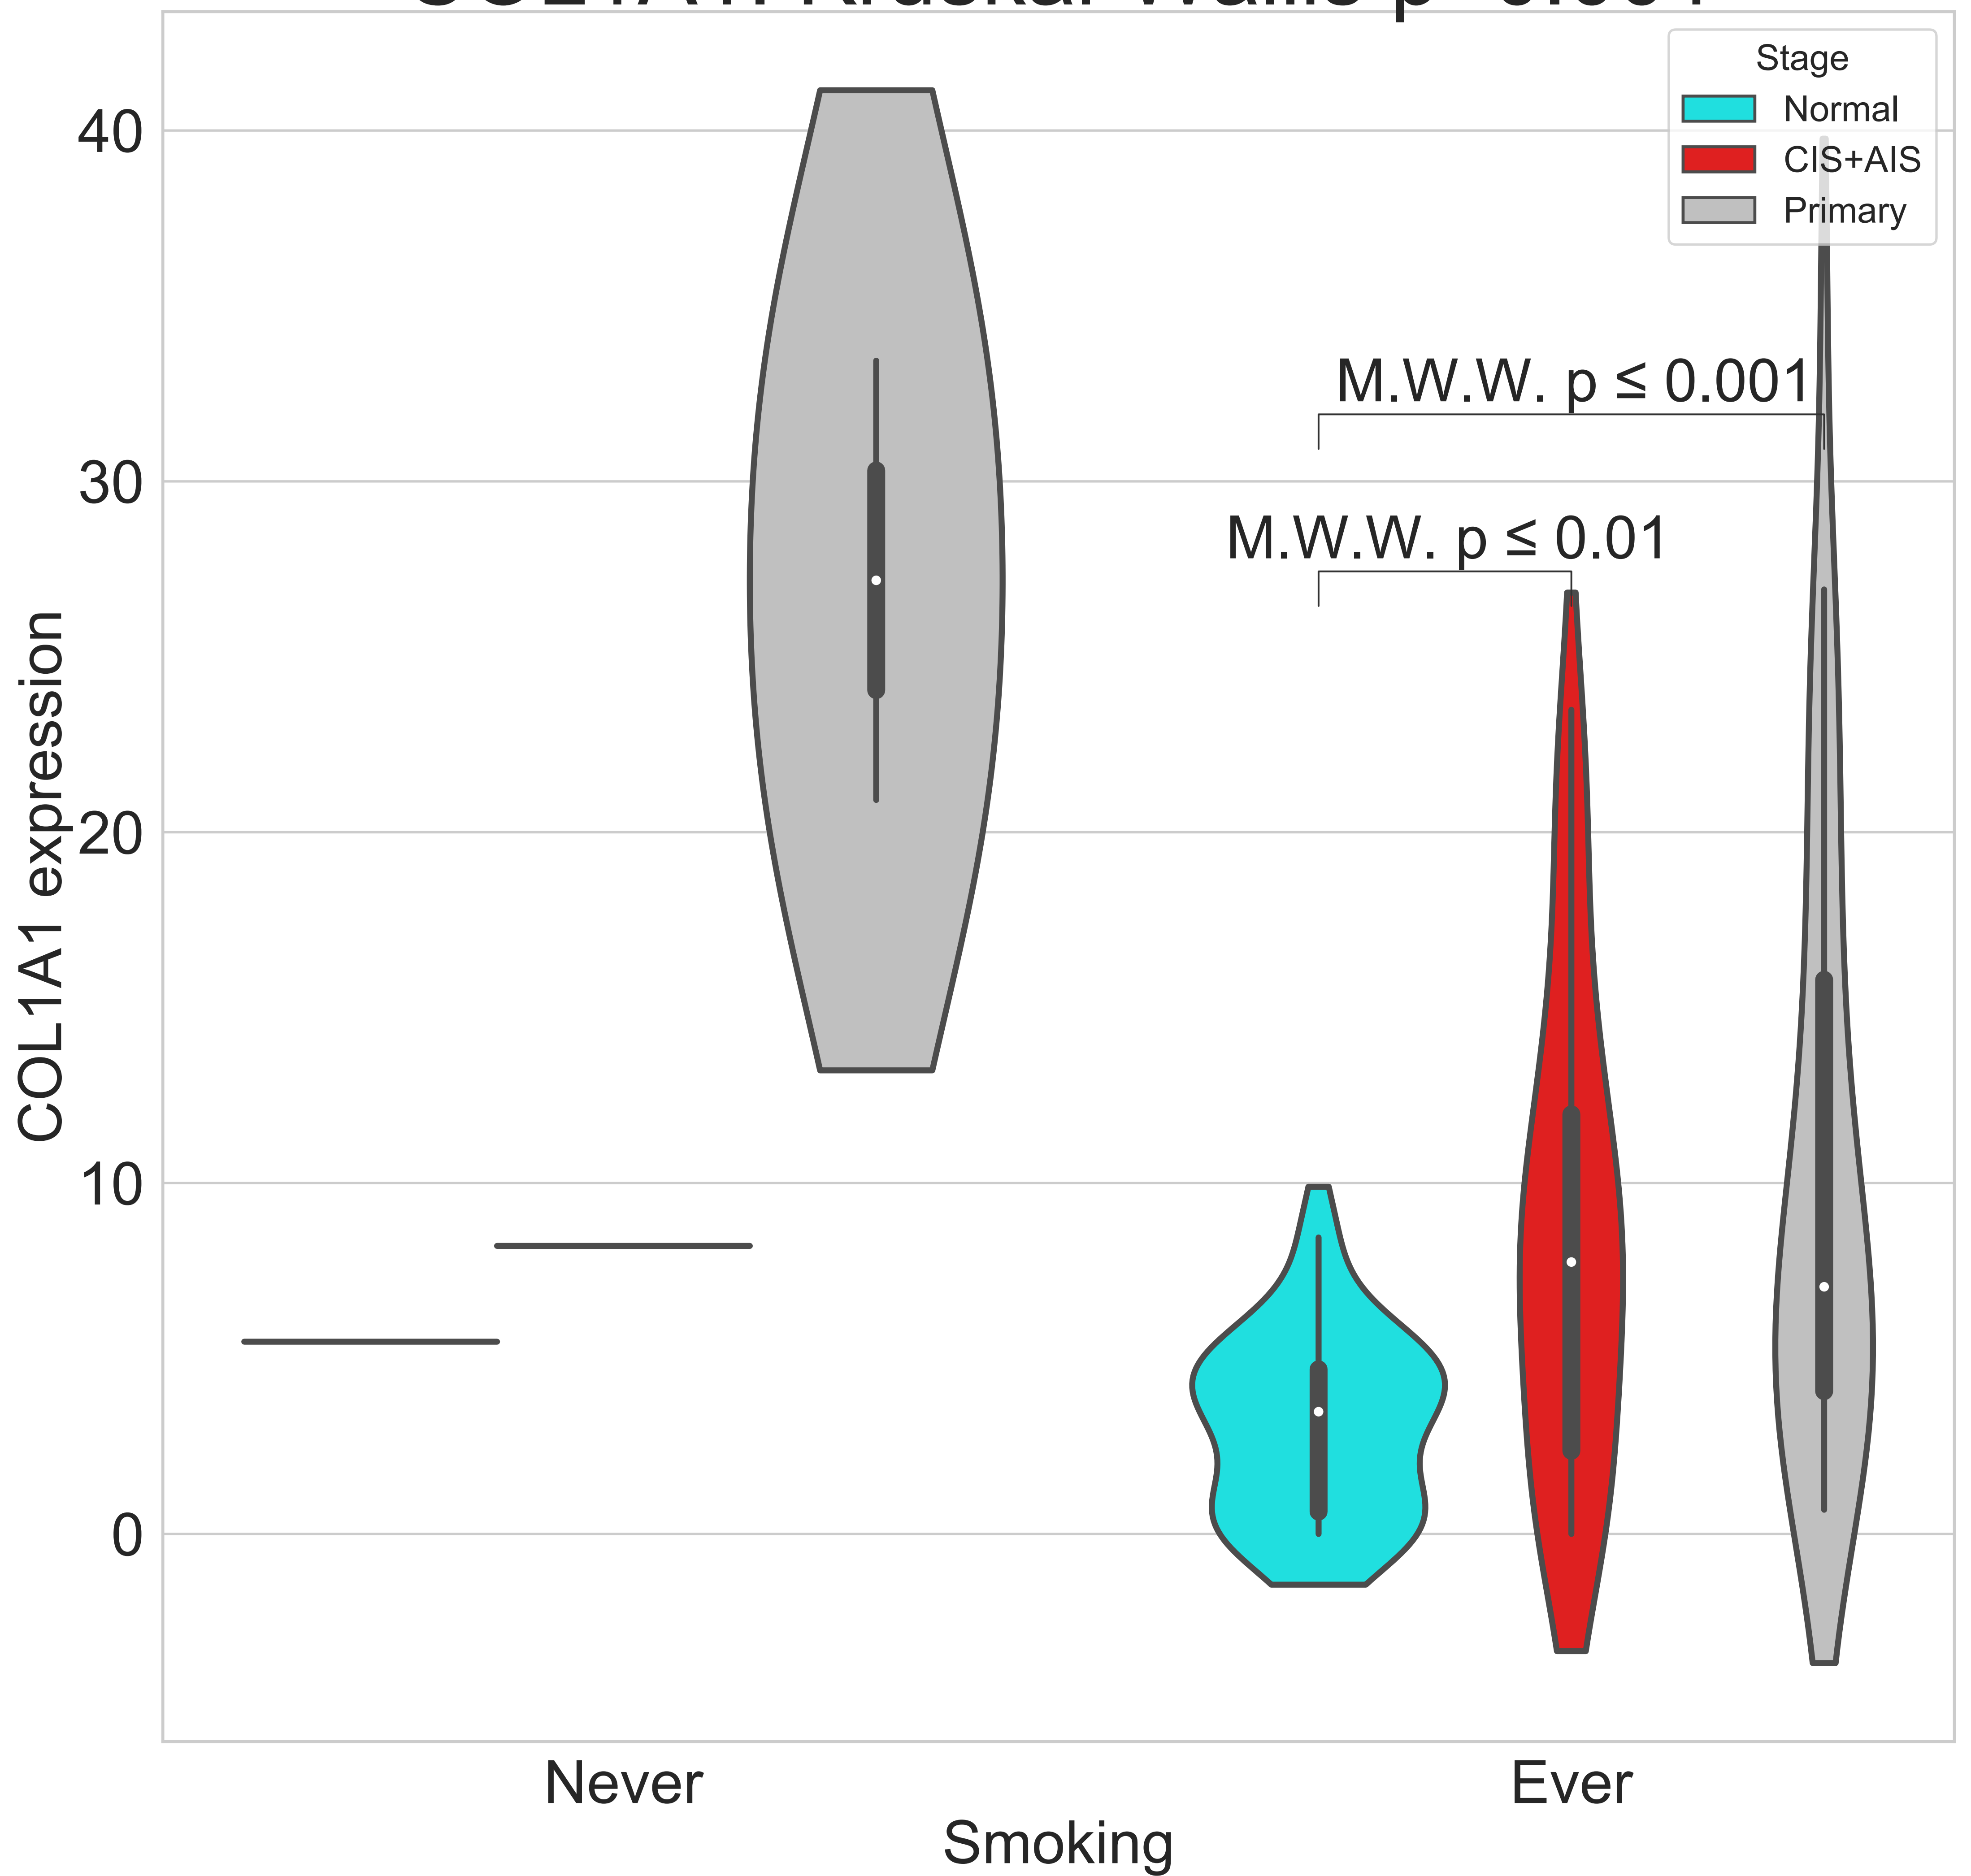 Stage
Normal
CIS+AIS
Primary
40
30
20
10
0
COL1A1 expression
M.W.W. p ≤ 0.001
M.W.W. p ≤ 0.01
Never
Ever
Smoking